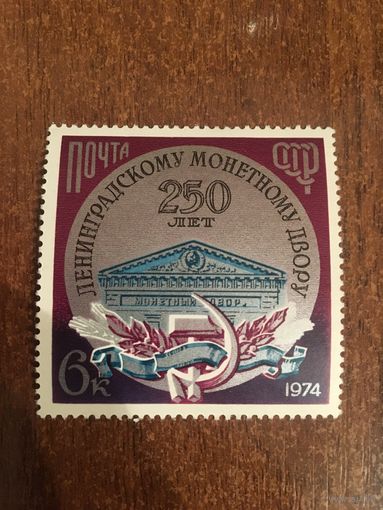 ПОЧТА СССР
ЛЕНИНГРАДСКОМУ МОНЕТНОМУ ДВОРУ
250
ЛЕТ
МОНЕТНЫЙ ДВОР
6к
1974